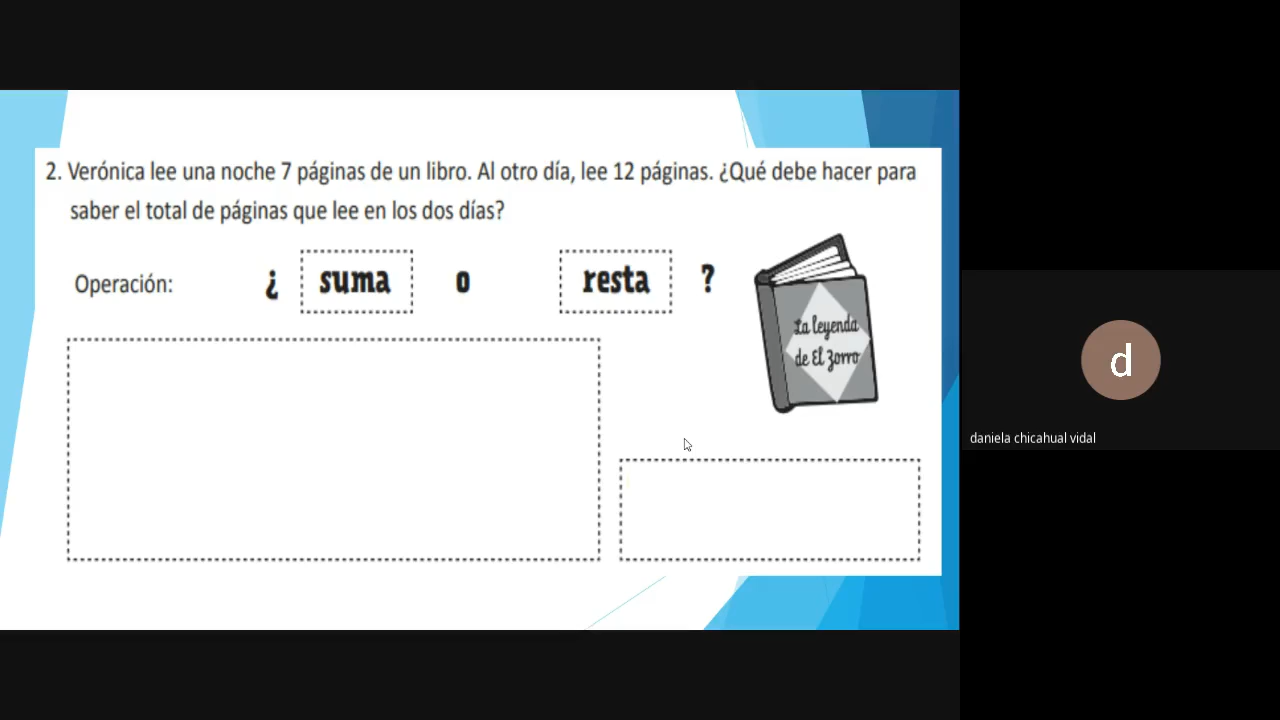 2. Verónica lee una noche 7 páginas de un libro. Al otro día, lee 12 páginas. ¿Qué debe hacer para
saber el total de páginas que lee en los dos días?
Operación: ¿ suma o resta ?
La leyenda
de El Zorro
d
daniela chicahual vidal